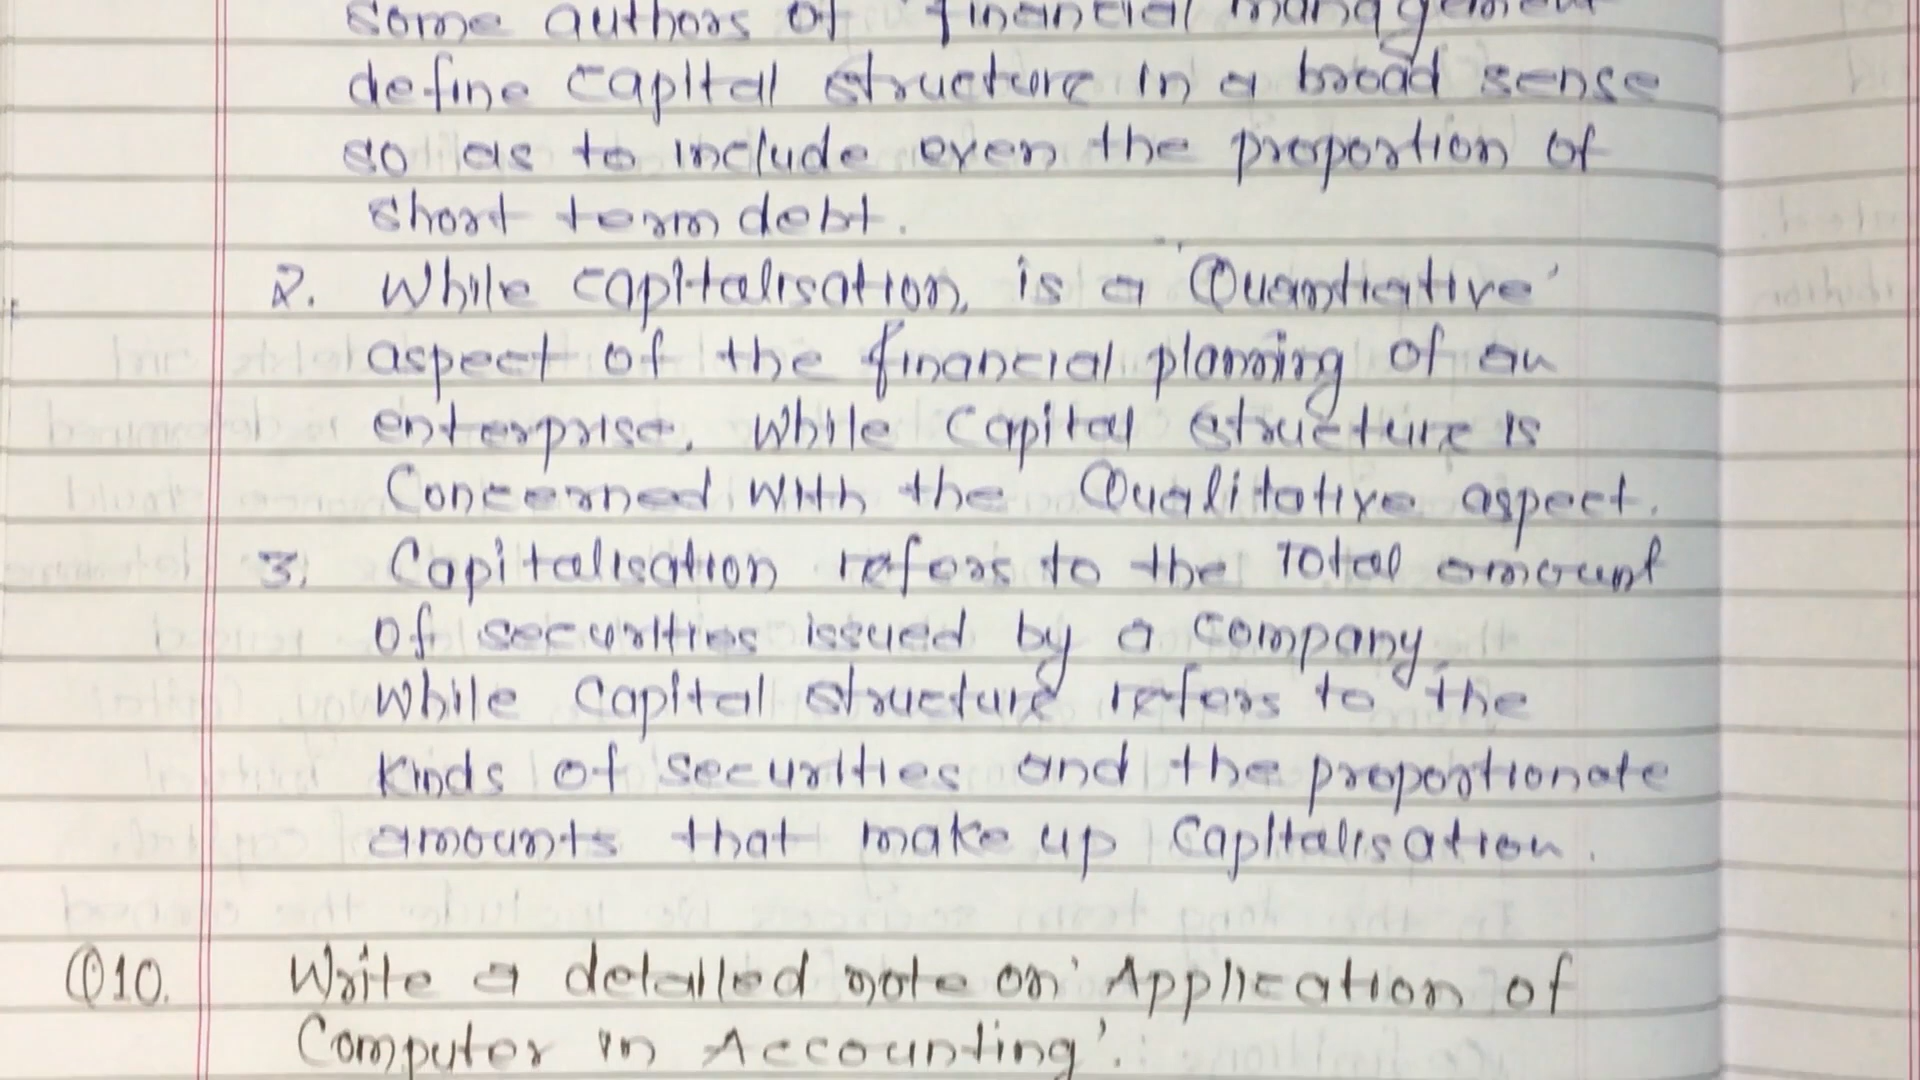 some authors of financial management
define capital structure in a broad sense
so as to include even the proportion of
short term debt.
2. While capitalisation, is a 'Quantiative'
aspect of the financial planning of an
enterprise. While Capital structure is
Concerned with the Qualitative aspect.
3. Capitalisation refers to the Total amount
of securities issued by a company,
while capital structure refers to the
kinds of securities and the proportionate
amounts that make up Capitalisation.
Q10. Write a detailed note on 'Application of
Computer in Accounting'.